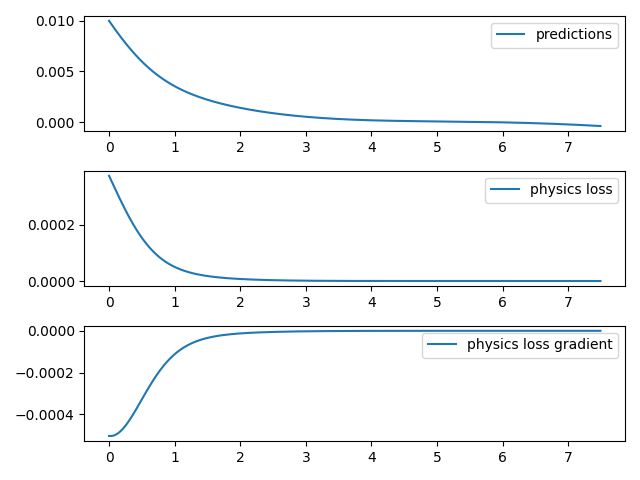 0.010
0.005
0.000
predictions
0 1 2 3 4 5 6 7
0.0002
0.0000
physics loss
0 1 2 3 4 5 6 7
0.0000
−0.0002
−0.0004
physics loss gradient
0 1 2 3 4 5 6 7